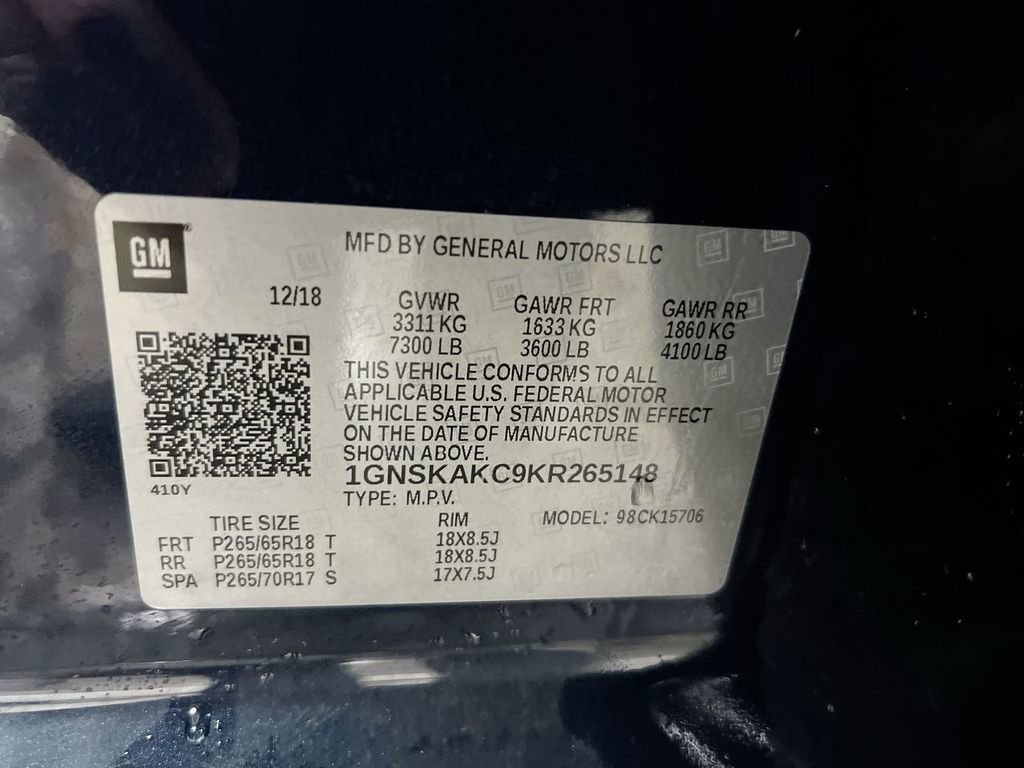 GM
MFD BY GENERAL MOTORS LLC
12/18
GVWR GAWR FRT GAWR RR
3311 KG 1633 KG 1860 KG
7300 LB 3600 LB 4100 LB
THIS VEHICLE CONFORMS TO ALL
APPLICABLE U.S. FEDERAL MOTOR
VEHICLE SAFETY STANDARDS IN EFFECT
ON THE DATE OF MANUFACTURE
SHOWN ABOVE.
1GNSKAKC9KR265148
410Y
TYPE: M.P.V.
TIRE SIZE RIM MODEL: 98CK15706
FRT P265/65R18 T 18X8.5J
RR P265/65R18 T 18X8.5J
SPA P265/70R17 S 17X7.5J